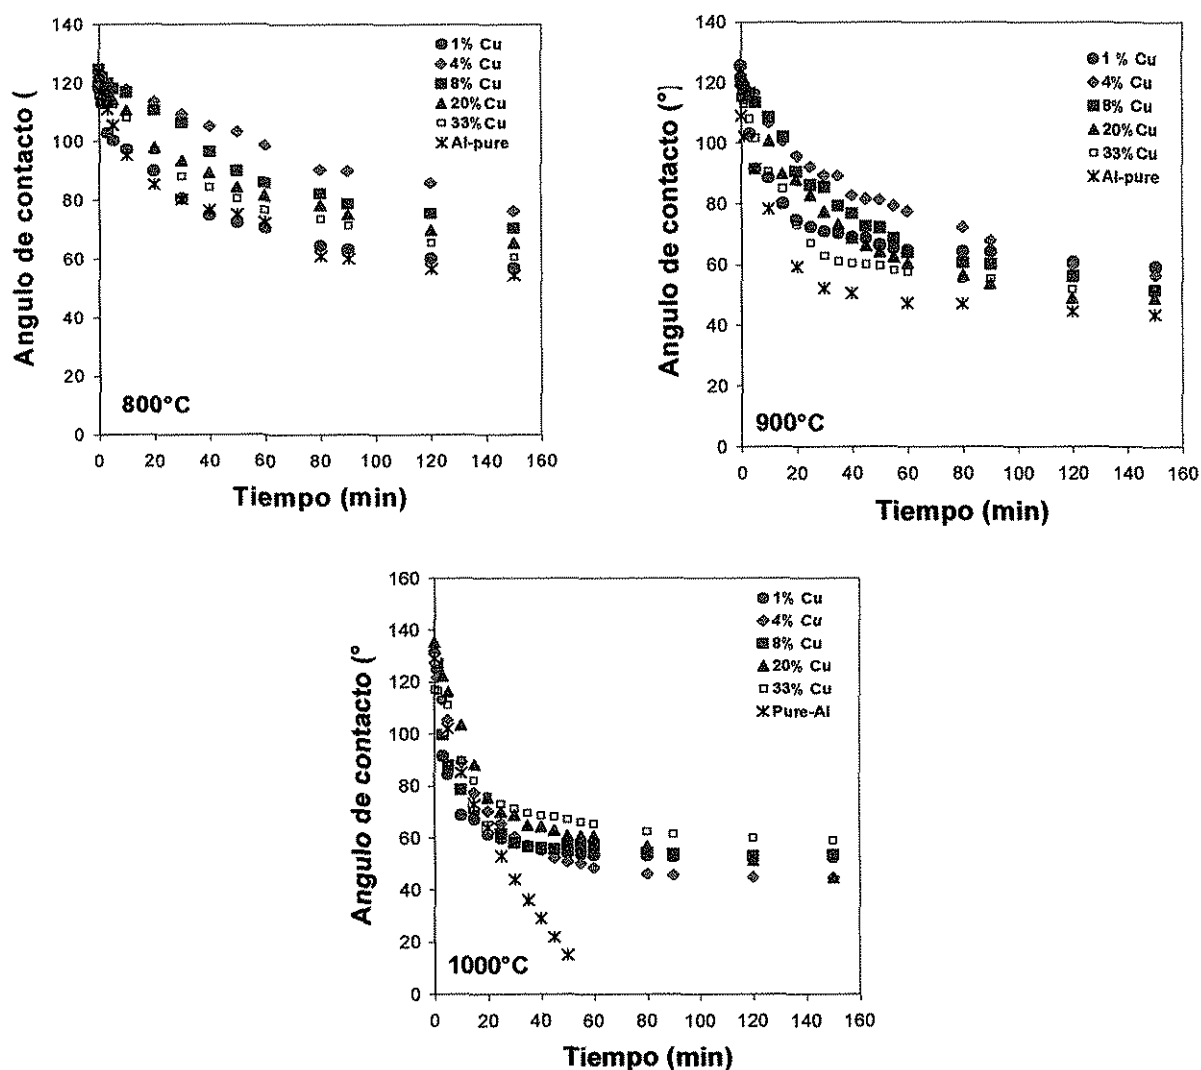 140
120
100
80
60
40
20
0
Angulo de contacto (
1% Cu
4% Cu
8% Cu
20%Cu
33%Cu
Al-pure
800°C
0 20 40 60 80 100 120 140 160
Tiempo (min)
140
120
100
80
60
40
20
0
Angulo de contacto (°)
1 % Cu
4% Cu
8% Cu
20% Cu
33% Cu
Al-pure
900°C
0 20 40 60 80 100 120 140 160
Tiempo (min)
160
140
120
100
80
60
40
20
0
Angulo de contacto (°
1% Cu
4% Cu
8% Cu
20% Cu
33% Cu
Pure-Al
1000°C
0 20 40 60 80 100 120 140 160
Tiempo (min)